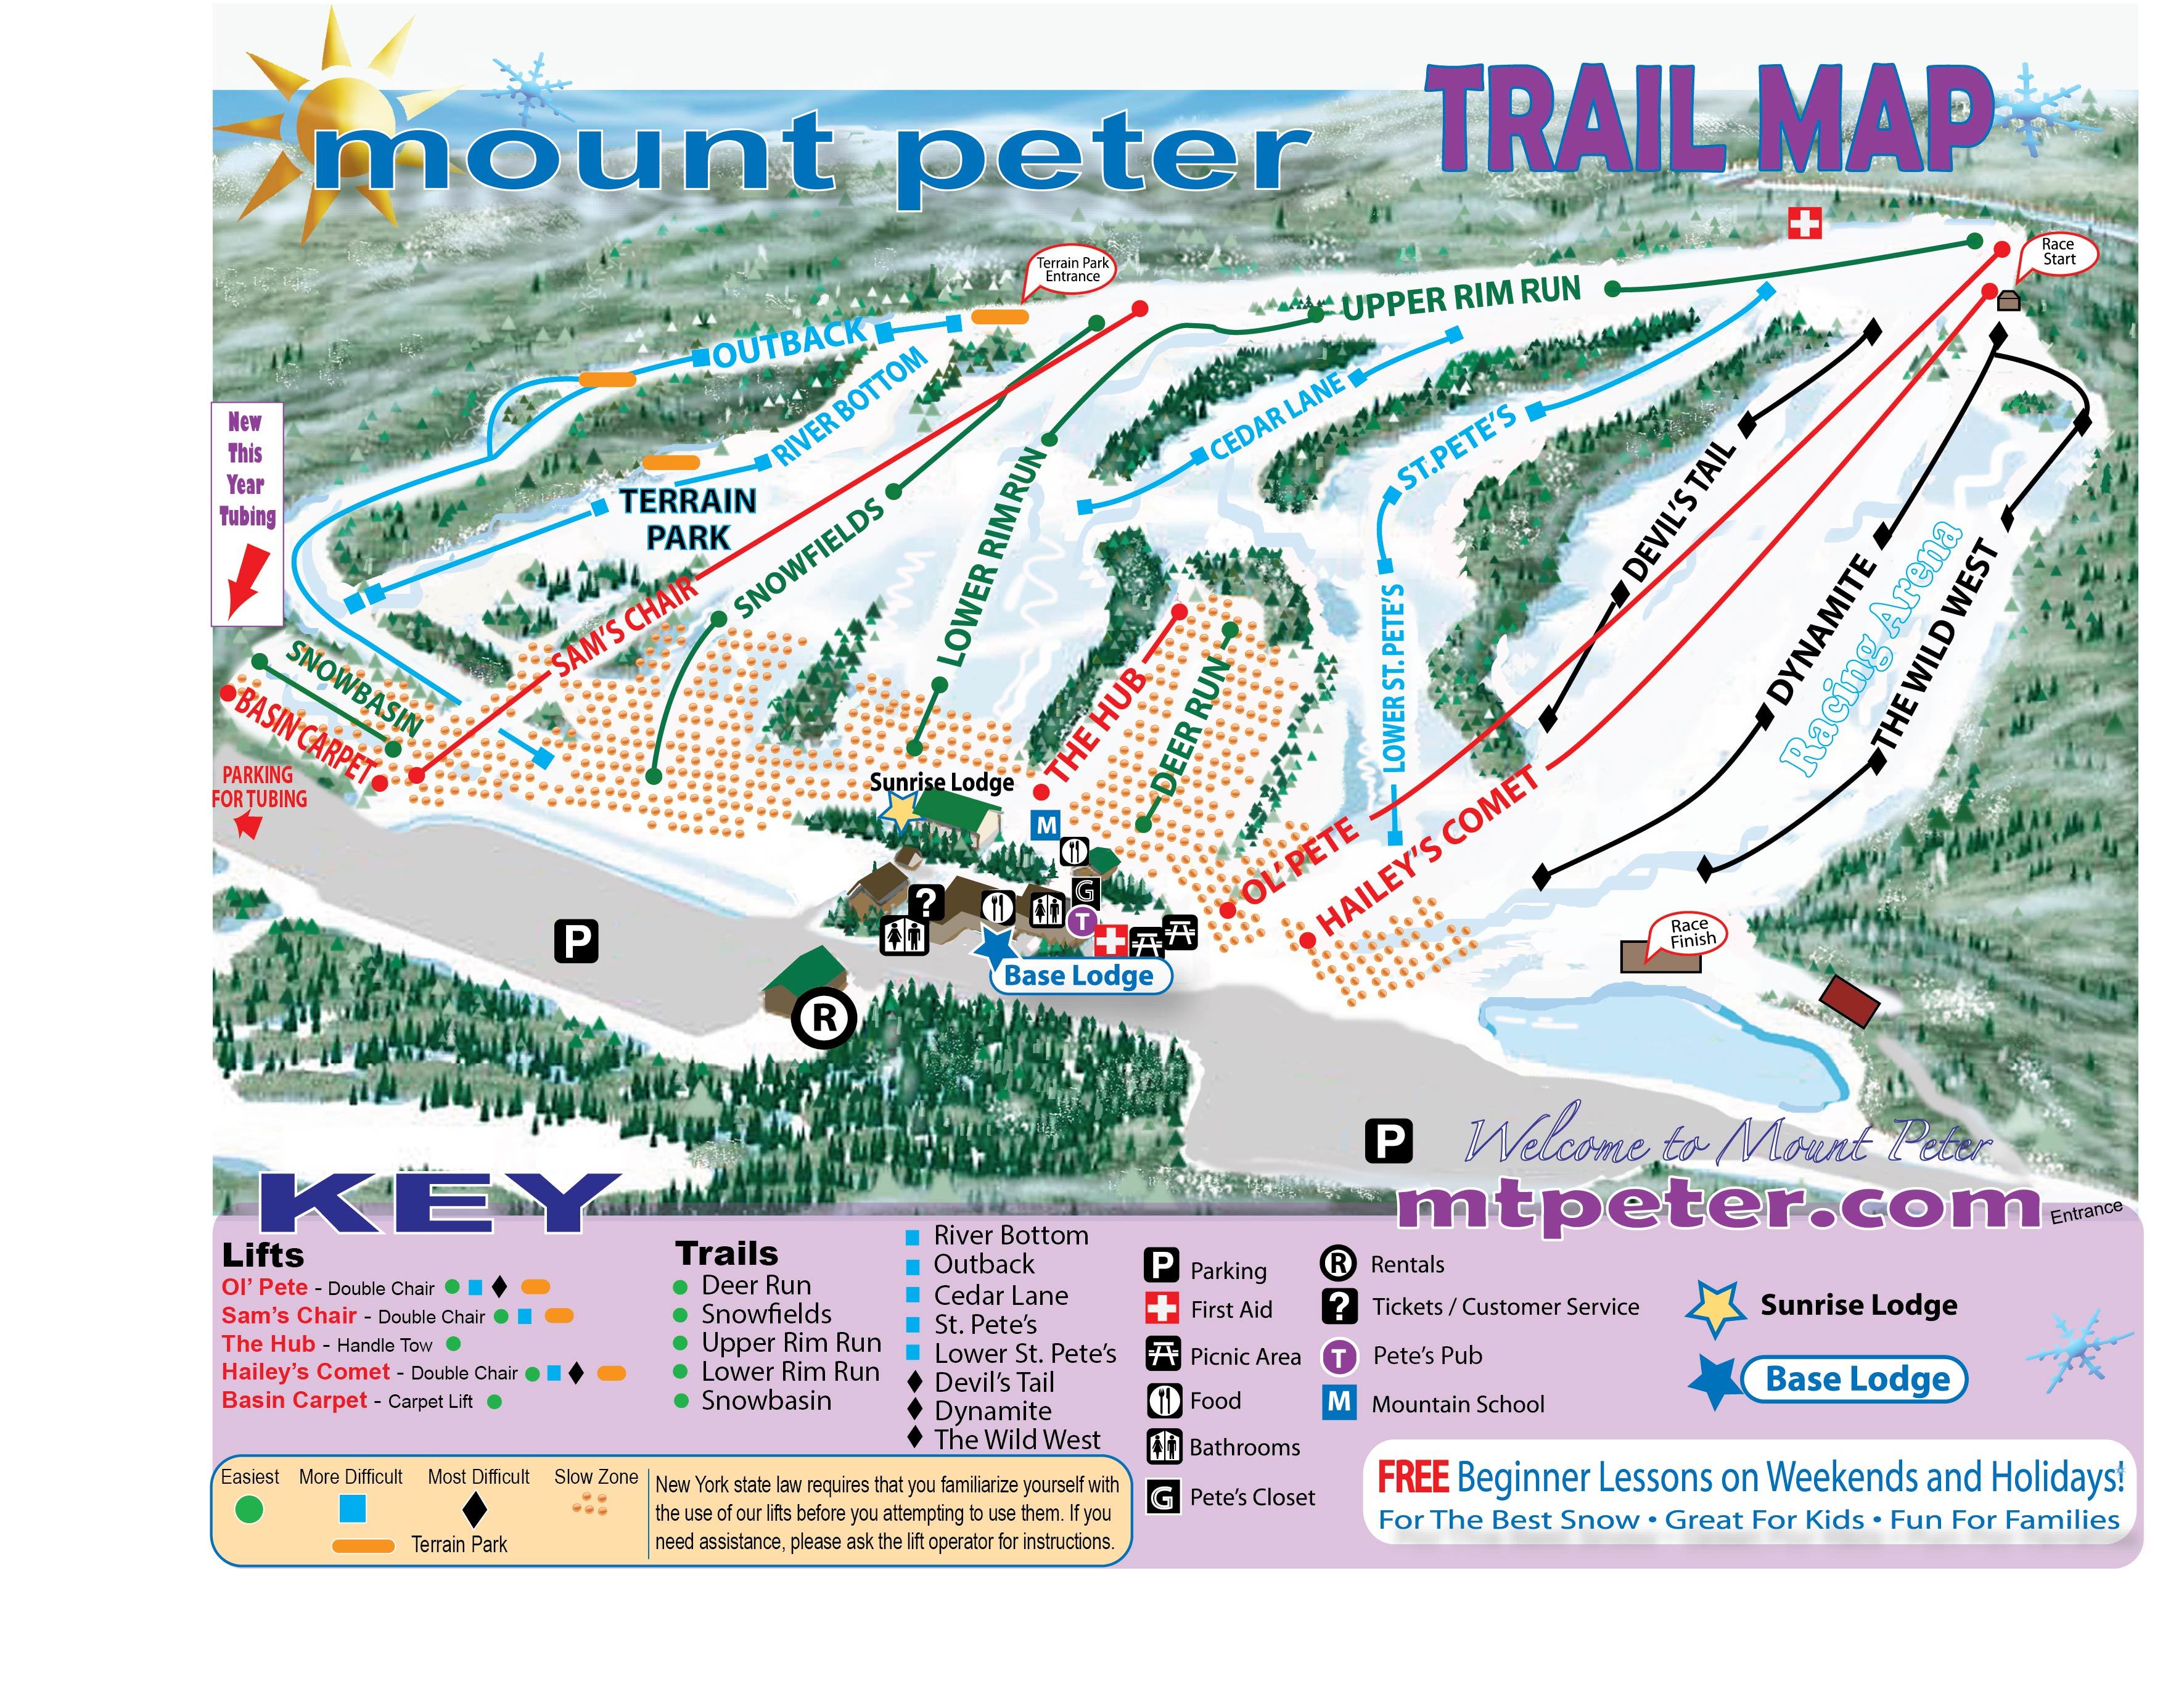 mount peter
TRAIL MAP
Terrain Park
Entrance
Race
Start
UPPER RIM RUN
OUTBACK
RIVER BOTTOM
CEDAR LANE
ST. PETE'S
New
This
Year
Tubing
TERRAIN
PARK
SNOWFIELDS
LOWER RIM RUN
DEVIL'S TAIL
SAM'S CHAIR
LOWER ST. PETE'S
DYNAMITE
Racing Arena
THE WILD WEST
SNOWBASIN
BASIN CARPET
THE HUB
DEER RUN
PARKING
FOR TUBING
Sunrise Lodge
M
OL' PETE
HAILEY'S COMET
?
G
T
P
Base Lodge
R
Race
Finish
P
Welcome to Mount Peter
mtpeter.com
Entrance
KEY
Lifts
Ol' Pete - Double Chair
Sam's Chair - Double Chair
The Hub - Handle Tow
Hailey's Comet - Double Chair
Basin Carpet - Carpet Lift
Trails
Deer Run
Snowfields
Upper Rim Run
Lower Rim Run
Snowbasin
River Bottom
Outback
Cedar Lane
St. Pete's
Lower St. Pete's
Devil's Tail
Dynamite
The Wild West
P Parking
First Aid
Picnic Area
Food
Bathrooms
G Pete's Closet
R Rentals
? Tickets / Customer Service
T Pete's Pub
M Mountain School
Sunrise Lodge
Base Lodge
Easiest More Difficult Most Difficult Slow Zone
Terrain Park
New York state law requires that you familiarize yourself with
the use of our lifts before you attempting to use them. If you
need assistance, please ask the lift operator for instructions.
FREE Beginner Lessons on Weekends and Holidays!
For The Best Snow • Great For Kids • Fun For Families